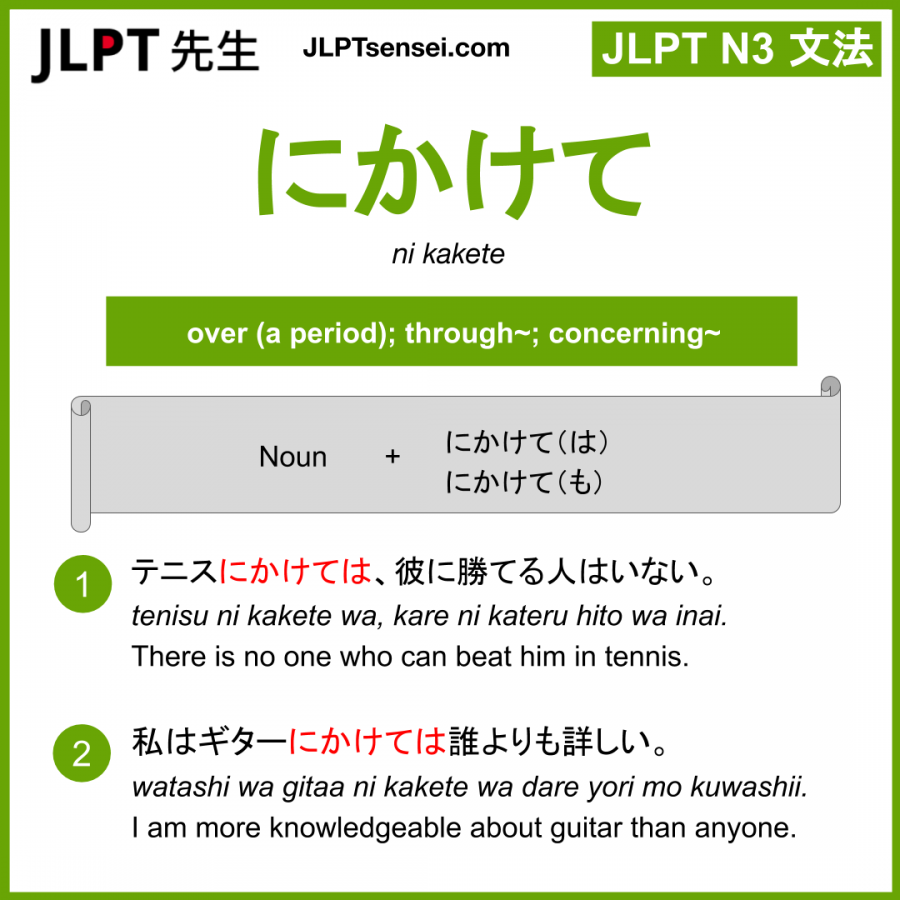 JLPT 先生
JLPTsensei.com
JLPT N3 文法
にかけて
ni kakete
over (a period); through~; concerning~
Noun + にかけて（は）
にかけて（も）
1 テニスにかけては、彼に勝てる人はいない。
tenisu ni kakete wa, kare ni kateru hito wa inai.
There is no one who can beat him in tennis.
2 私はギターにかけては誰よりも詳しい。
watashi wa gitaa ni kakete wa dare yori mo kuwashii.
I am more knowledgeable about guitar than anyone.